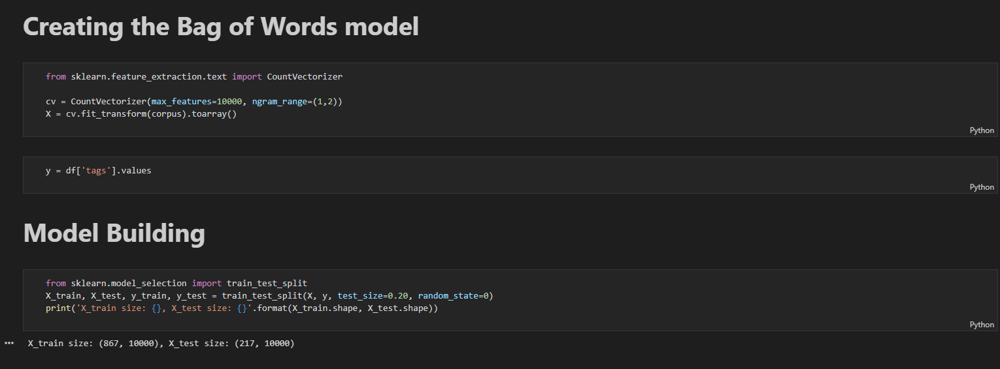 Creating the Bag of Words model
from sklearn.feature_extraction.text import CountVectorizer
cv = CountVectorizer(max_features=10000, ngram_range=(1,2))
X = cv.fit_transform(corpus).toarray()
Python
y = df['tags'].values
Python
Model Building
from sklearn.model_selection import train_test_split
X_train, X_test, y_train, y_test = train_test_split(X, y, test_size=0.20, random_state=0)
print('X_train size: {}, X_test size: {}'.format(X_train.shape, X_test.shape))
Python
X_train size: (867, 10000), X_test size: (217, 10000)